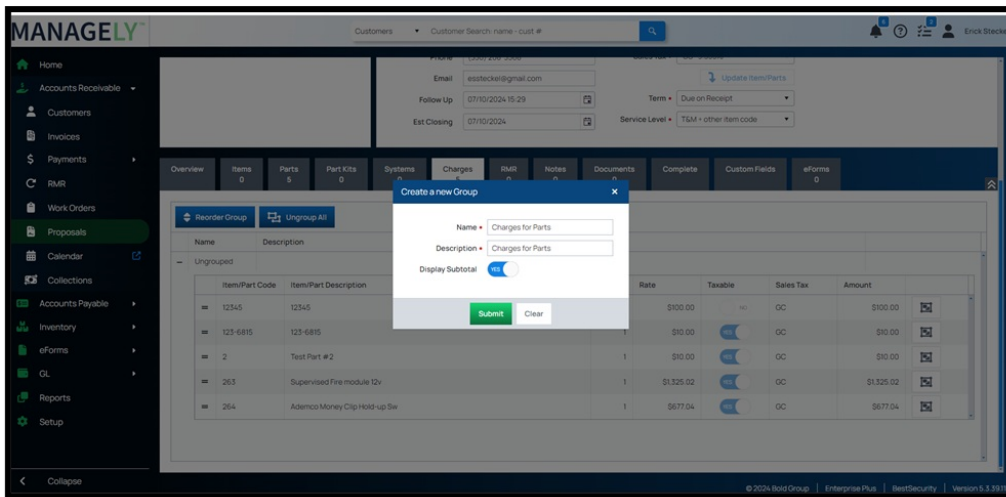 MANAGELY™
Customers
Customer Search: name - cust #
6
3
Erick Stecke
Home
Accounts Receivable
Customers
Invoices
Payments
RMR
Work Orders
Proposals
Calendar
Collections
Accounts Payable
Inventory
eForms
GL
Reports
Setup
Collapse
Phone
Update Item/Parts
Email essteckel@gmail.com
Follow Up 07/10/2024 15:29
Term • Due on Receipt
Est Closing 07/10/2024
Service Level • T&M + other item code
Overview
Items 0
Parts 5
Part Kits 0
Systems
Charges
RMR
Notes
Documents
Complete
Custom Fields
eForms 0
Reorder Group
Ungroup All
Name Description
Ungrouped
Item/Part Code Item/Part Description Rate Taxable Sales Tax Amount
12345 12345 $100.00 NO GC $100.00
123-6815 123-6815 1 $10.00 YES GC $10.00
2 Test Part #2 1 $10.00 YES GC $10.00
263 Supervised Fire module 12v 1 $1,325.02 YES GC $1,325.02
264 Ademco Money Clip Hold-up Sw 1 $677.04 YES GC $677.04
Create a new Group ×
Name • Charges for Parts
Description • Charges for Parts
Display Subtotal YES
Submit Clear
© 2024 Bold Group | Enterprise Plus | BestSecurity | Version 5.3.39.19